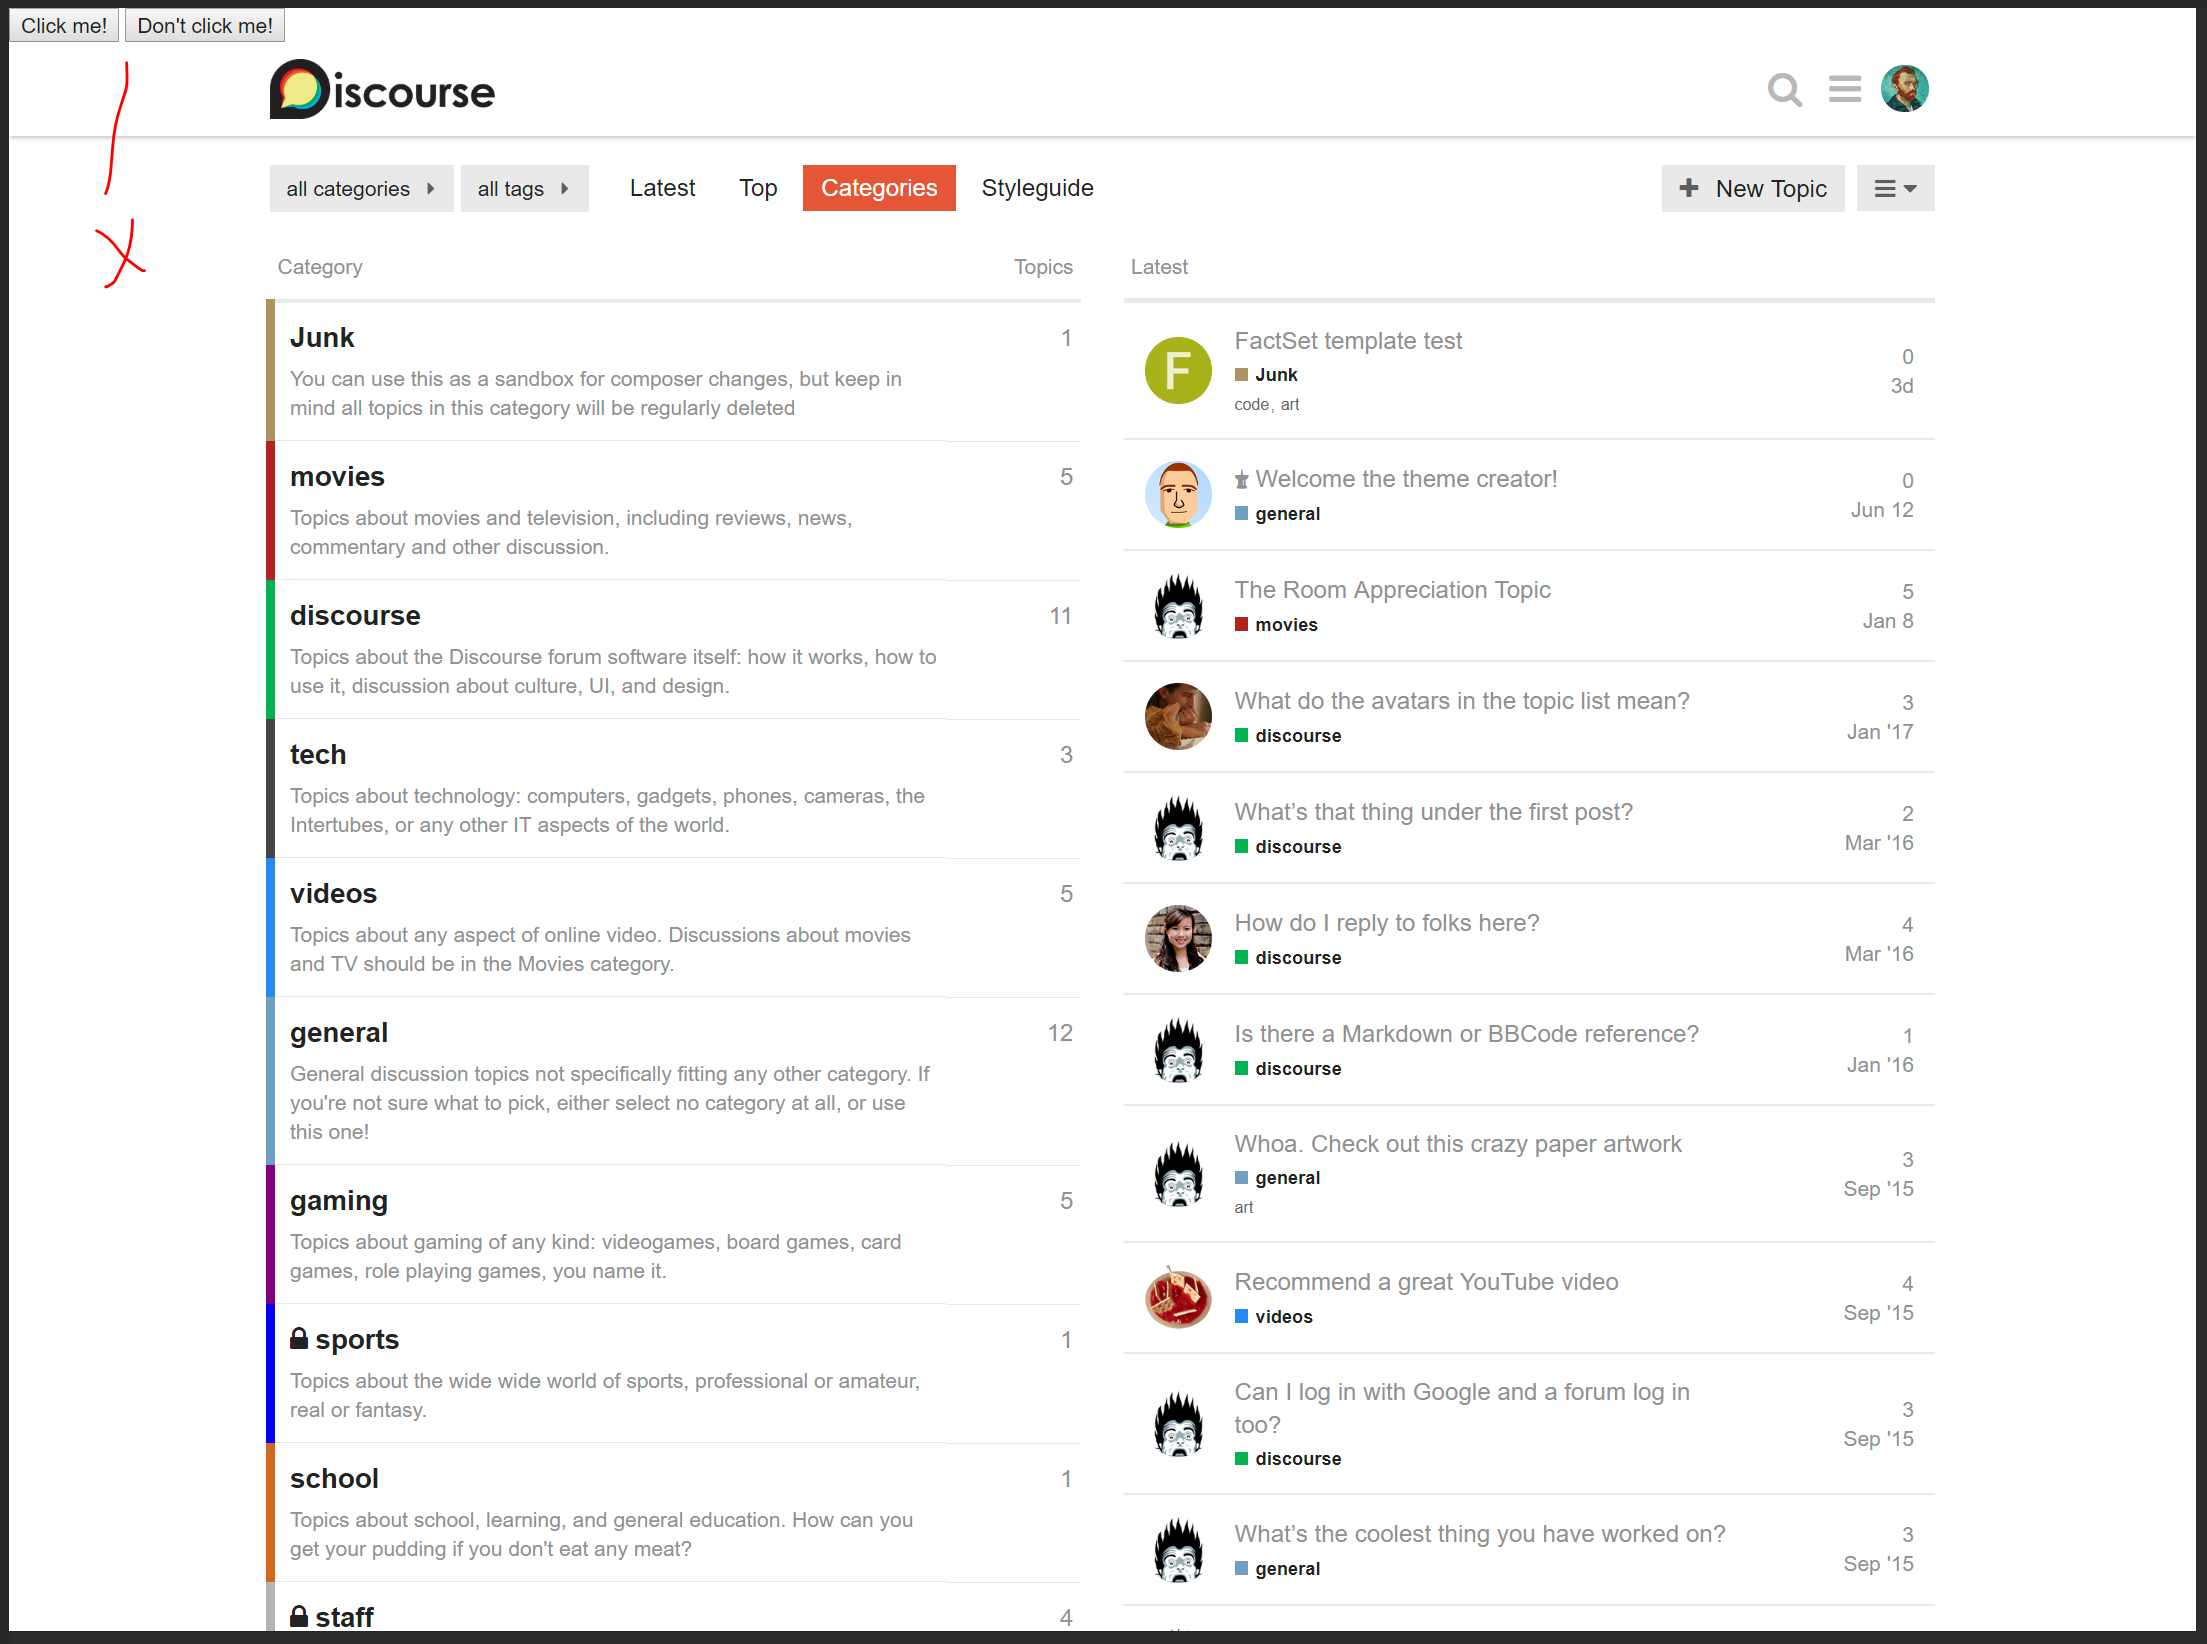 Click me! Don't click me!
Discourse
X
all categories all tags Latest Top Categories Styleguide New Topic
Category Topics
Junk 1
You can use this as a sandbox for composer changes, but keep in
mind all topics in this category will be regularly deleted
movies 5
Topics about movies and television, including reviews, news,
commentary and other discussion.
discourse 11
Topics about the Discourse forum software itself: how it works, how to
use it, discussion about culture, UI, and design.
tech 3
Topics about technology: computers, gadgets, phones, cameras, the
Intertubes, or any other IT aspects of the world.
videos 5
Topics about any aspect of online video. Discussions about movies
and TV should be in the Movies category.
general 12
General discussion topics not specifically fitting any other category. If
you're not sure what to pick, either select no category at all, or use
this one!
gaming 5
Topics about gaming of any kind: videogames, board games, card
games, role playing games, you name it.
sports 1
Topics about the wide wide world of sports, professional or amateur,
real or fantasy.
school 1
Topics about school, learning, and general education. How can you
get your pudding if you don't eat any meat?
staff 4
Latest
F
FactSet template test
0
Junk
3d
code, art
Welcome the theme creator!
0
general
Jun 12
The Room Appreciation Topic
5
movies
Jan 8
What do the avatars in the topic list mean?
3
discourse
Jan '17
What’s that thing under the first post?
2
discourse
Mar '16
How do I reply to folks here?
4
discourse
Mar '16
Is there a Markdown or BBCode reference?
1
discourse
Jan '16
Whoa. Check out this crazy paper artwork
3
general
Sep '15
art
Recommend a great YouTube video
4
videos
Sep '15
Can I log in with Google and a forum log in
too?
3
discourse
Sep '15
What’s the coolest thing you have worked on?
3
general
Sep '15